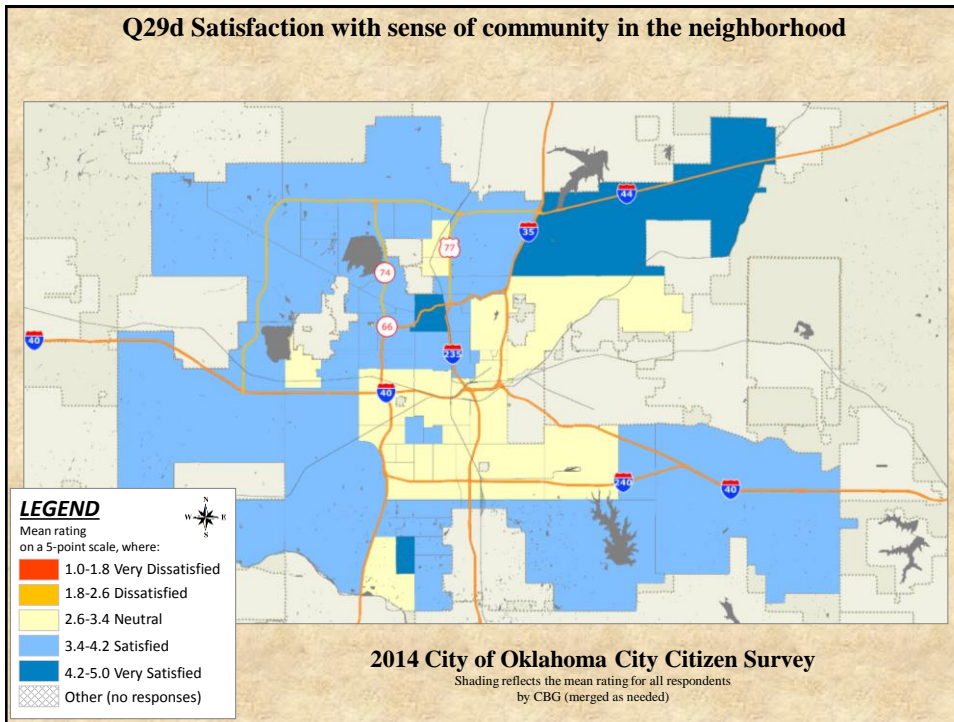 Q29d Satisfaction with sense of community in the neighborhood
44
35
77
74
66
40
235
40
240
40
LEGEND
N
W E
S
Mean rating
on a 5-point scale, where:
1.0-1.8 Very Dissatisfied
1.8-2.6 Dissatisfied
2.6-3.4 Neutral
3.4-4.2 Satisfied
4.2-5.0 Very Satisfied
Other (no responses)
2014 City of Oklahoma City Citizen Survey
Shading reflects the mean rating for all respondents
by CBG (merged as needed)